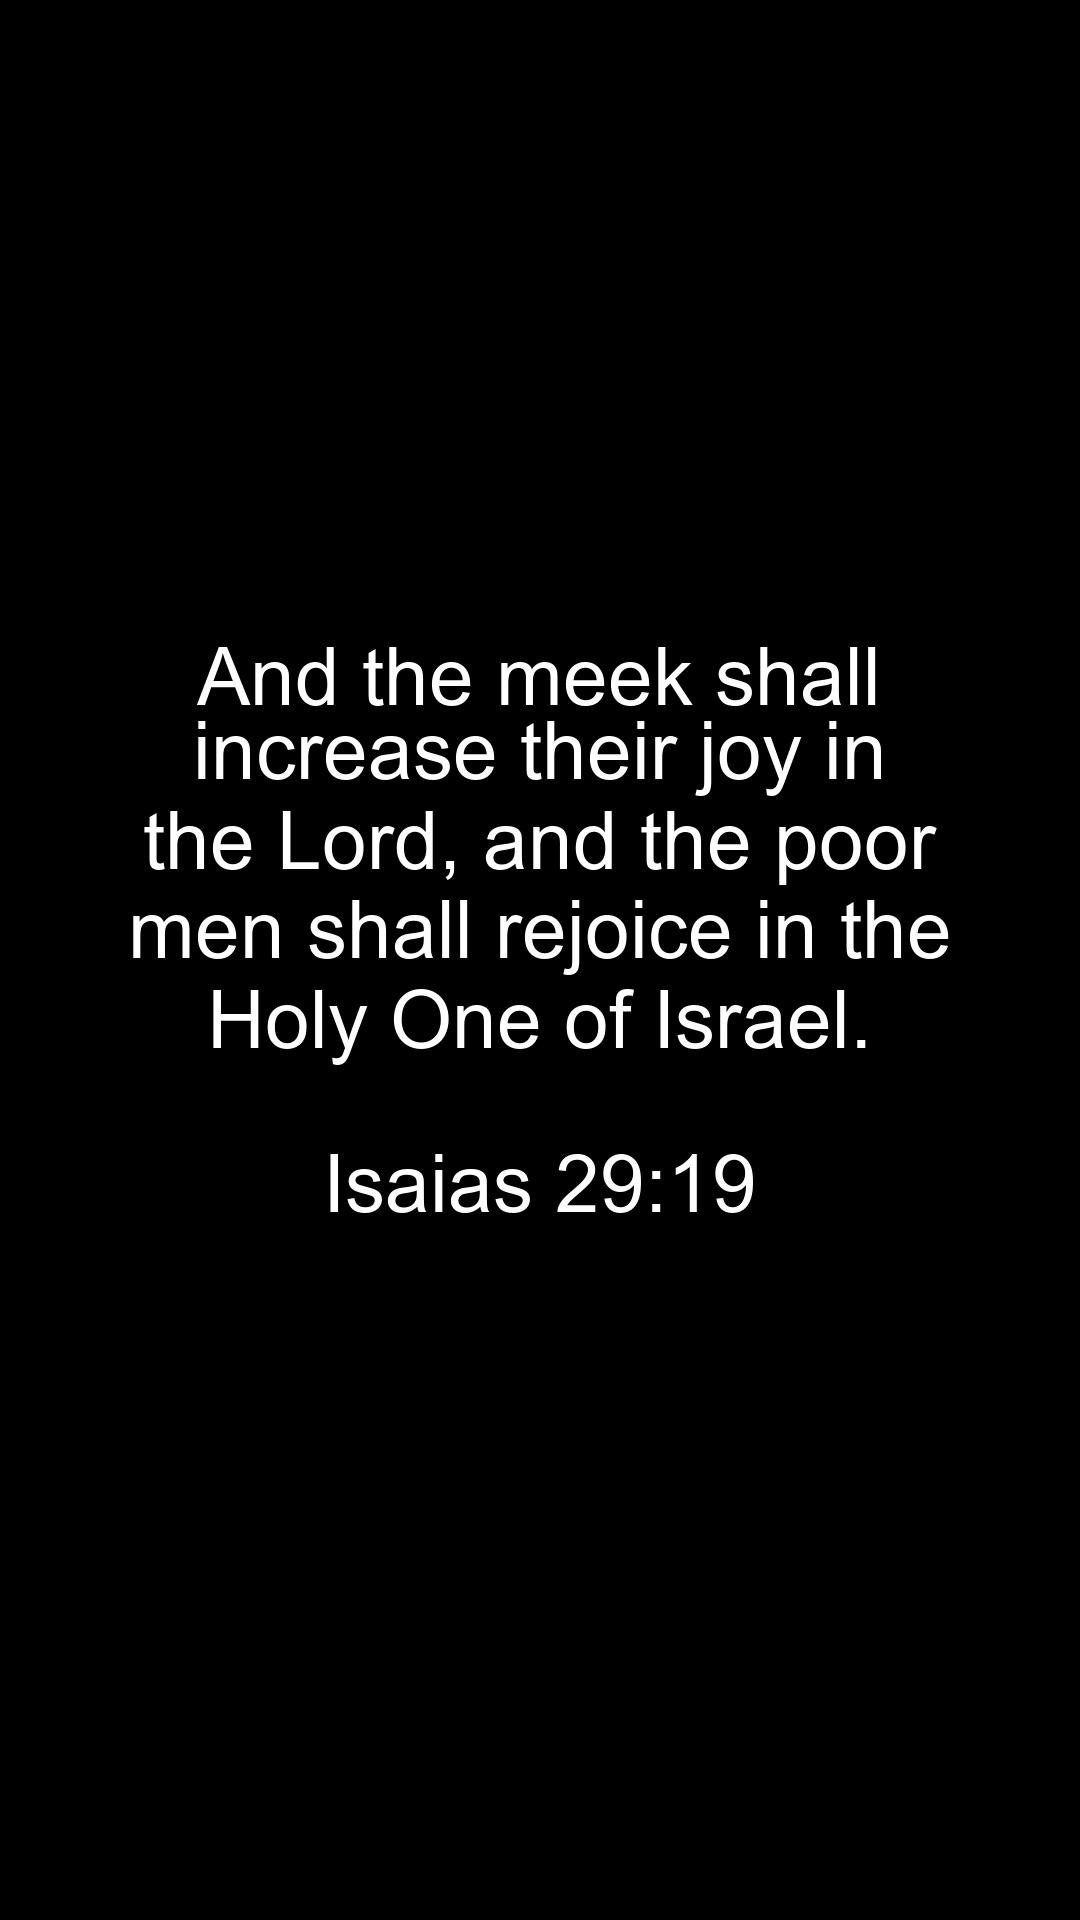 And the meek shall
increase their joy in
the Lord, and the poor
men shall rejoice in the
Holy One of Israel.
Isaias 29:19